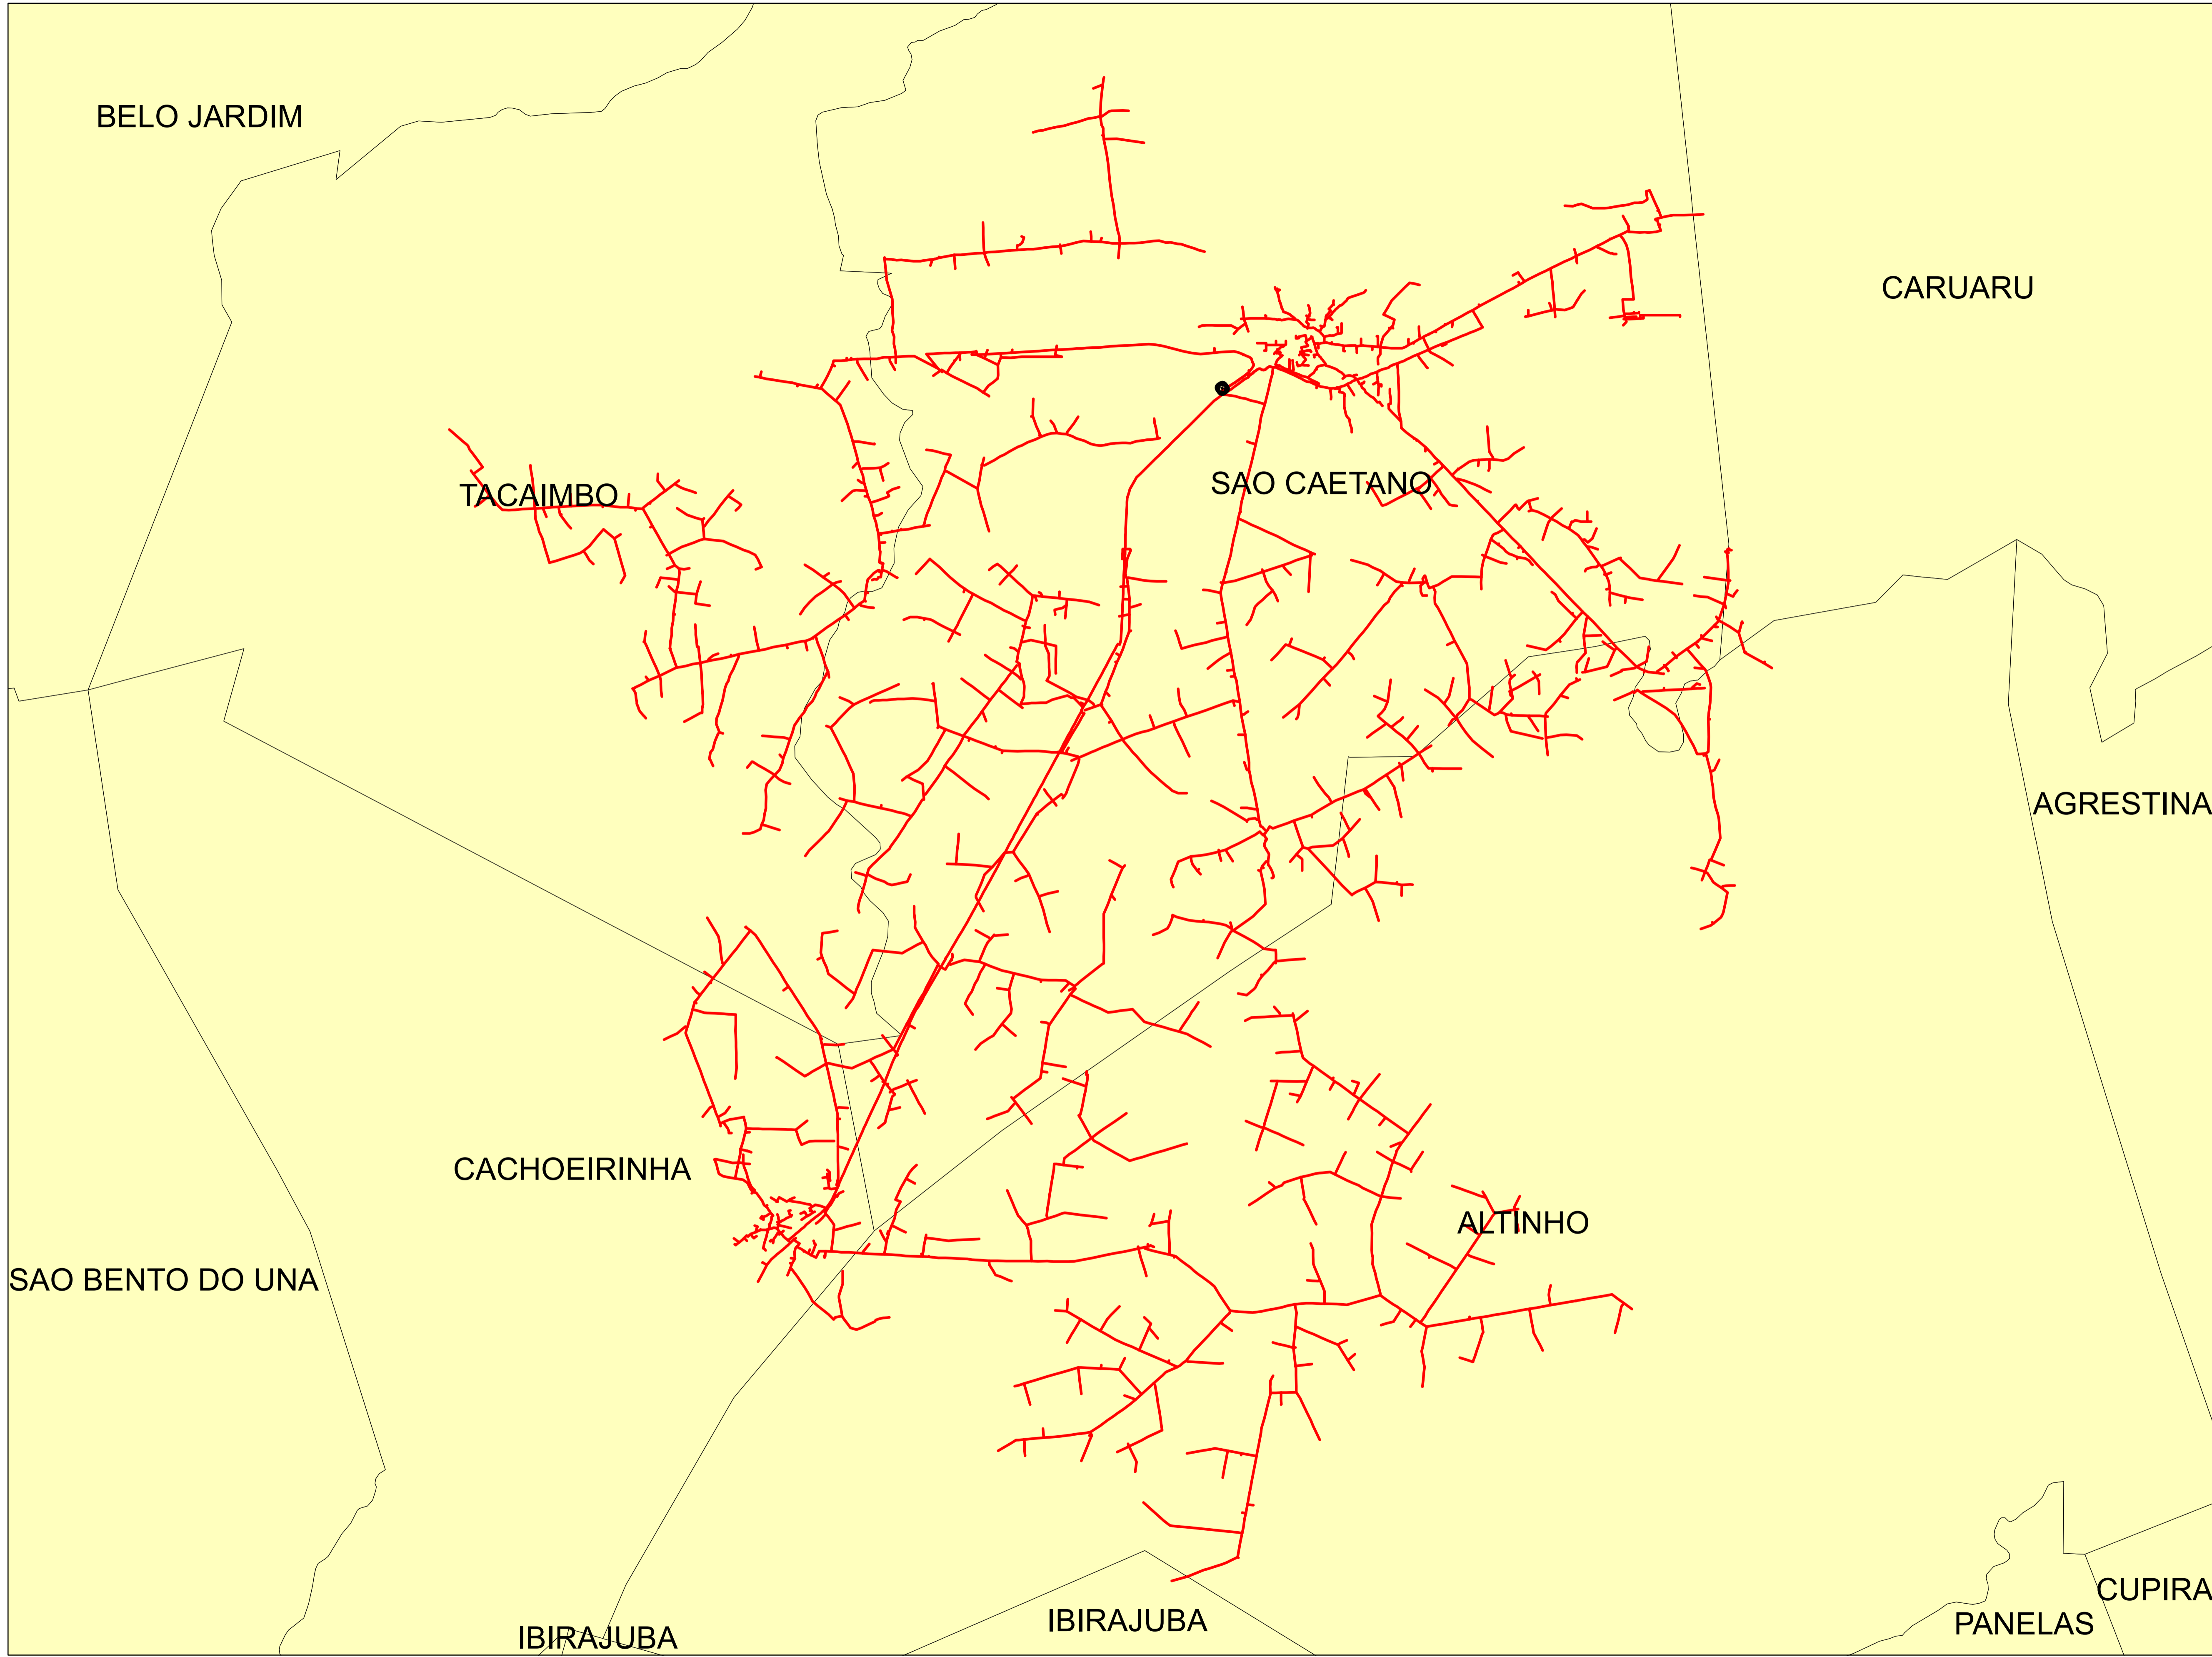 BELO JARDIM
CARUARU
TACAIMBO
SAO CAETANO
AGRESTINA
CACHOEIRINHA
ALTINHO
SAO BENTO DO UNA
CUPIRA
IBIRAJUBA
IBIRAJUBA
PANELAS